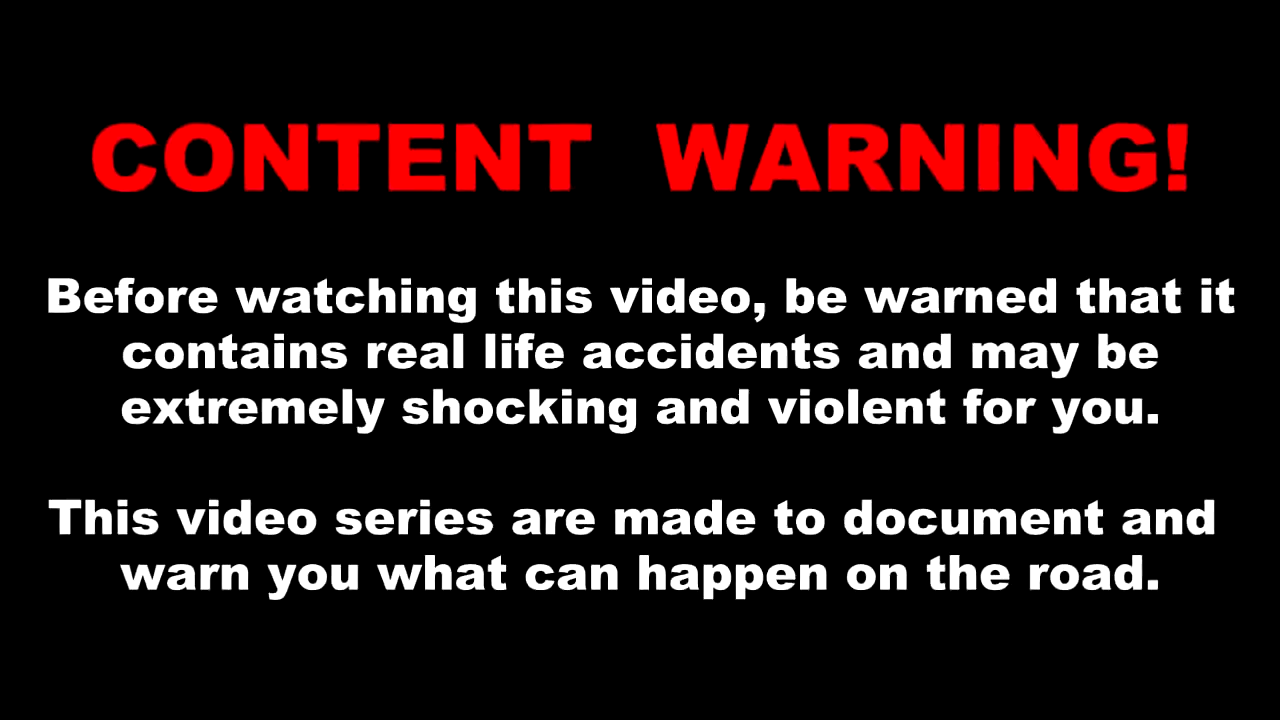 CONTENT WARNING!
Before watching this video, be warned that it
contains real life accidents and may be
extremely shocking and violent for you.
This video series are made to document and
warn you what can happen on the road.